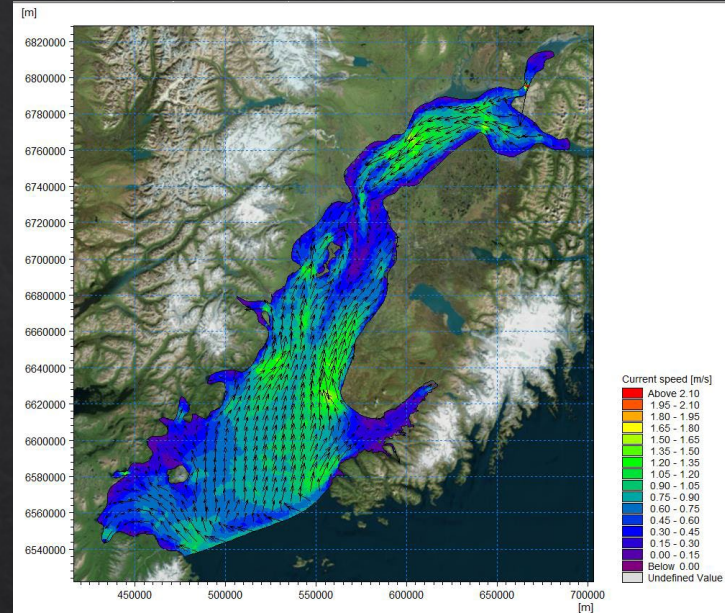 [m]
6820000
6800000
6780000
6760000
6740000
6720000
6700000
6680000
6660000
6640000
6620000
6600000
6580000
6560000
6540000
450000 500000 550000 600000 650000 700000
[m]
Current speed [m/s]
Above 2.10
1.95 - 2.10
1.80 - 1.95
1.65 - 1.80
1.50 - 1.65
1.35 - 1.50
1.20 - 1.35
1.05 - 1.20
0.90 - 1.05
0.75 - 0.90
0.60 - 0.75
0.45 - 0.60
0.30 - 0.45
0.15 - 0.30
0.00 - 0.15
Below 0.00
Undefined Value